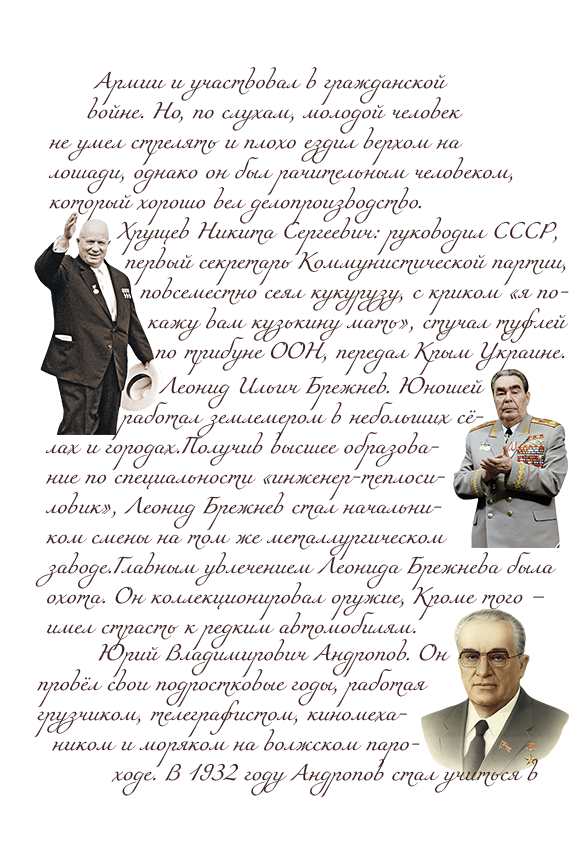 Армии и участвовал в гражданской
войне. Но, по слухам, молодой человек
не умел стрелять и плохо ездил верхом на
лошади, однако он был рачительным человеком,
который хорошо вел делопроизводство.
Хрущев Никита Сергеевич: руководил СССР,
первый секретарь Коммунистической партии,
повсеместно сеял кукурузу, с криком «я по-
кажу вам кузькину мать», стучал туфлей
по трибуне ООН, передал Крым Украине.
Леонид Ильич Брежнев. Юношей
работал землемером в небольших сё-
лах и городах.Получив высшее образова-
ние по специальности «инженер-теплоси-
ловик», Леонид Брежнев стал начальни-
ком смены на том же металлургическом
заводе.Главным увлечением Леонида Брежнева была
охота. Он коллекционировал оружие, Кроме того –
имел страсть к редким автомобилям.
Юрий Владимирович Андропов. Он
провёл свои подростковые годы, работая
грузчиком, телеграфистом, киномеха-
ником и моряком на волжском паро-
ходе. В 1932 году Андропов стал учиться в